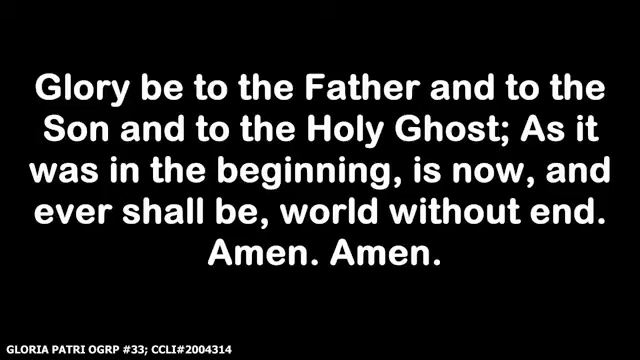 Glory be to the Father and to the
Son and to the Holy Ghost; As it
was in the beginning, is now, and
ever shall be, world without end.
Amen. Amen.
GLORIA PATRI OGRP #33; CCLI#2004314